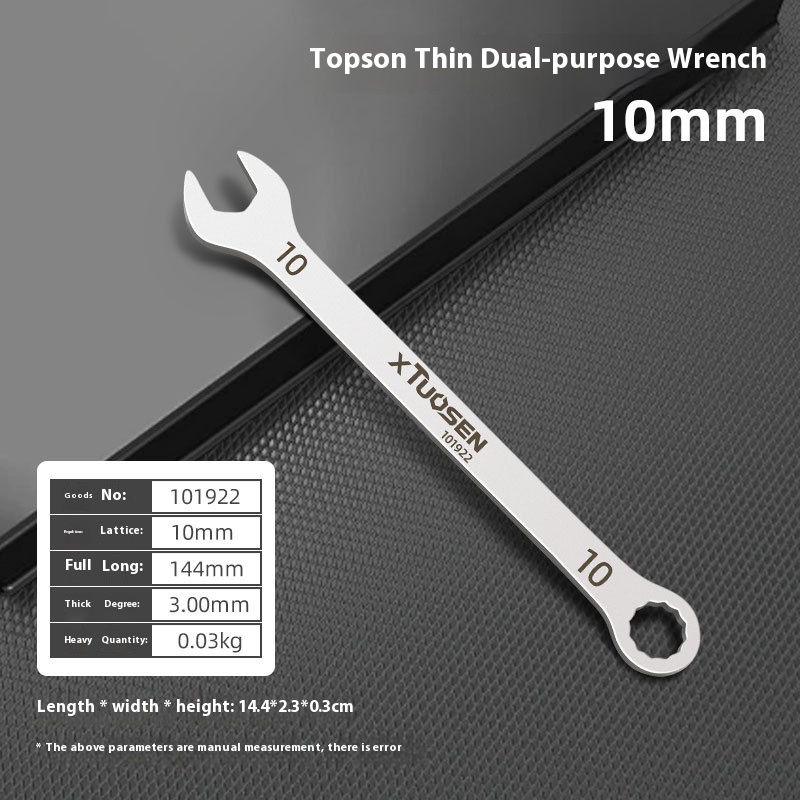 Topson Thin Dual-purpose Wrench
10mm
10
XTUOSEN
101922
10
Goods No: 101922
Lattice: 10mm
Full Long: 144mm
Thick Degree: 3.00mm
Heavy Quantity: 0.03kg
Length * width * height: 14.4*2.3*0.3cm
* The above parameters are manual measurement, there is error